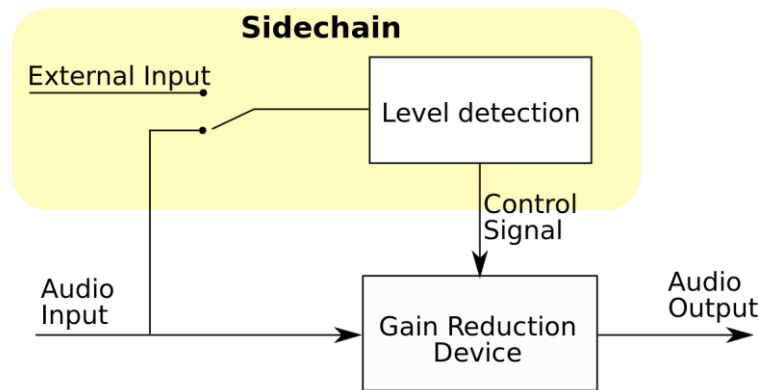 Sidechain
External Input
Level detection
Control
Signal
Audio
Input
Gain Reduction
Device
Audio
Output